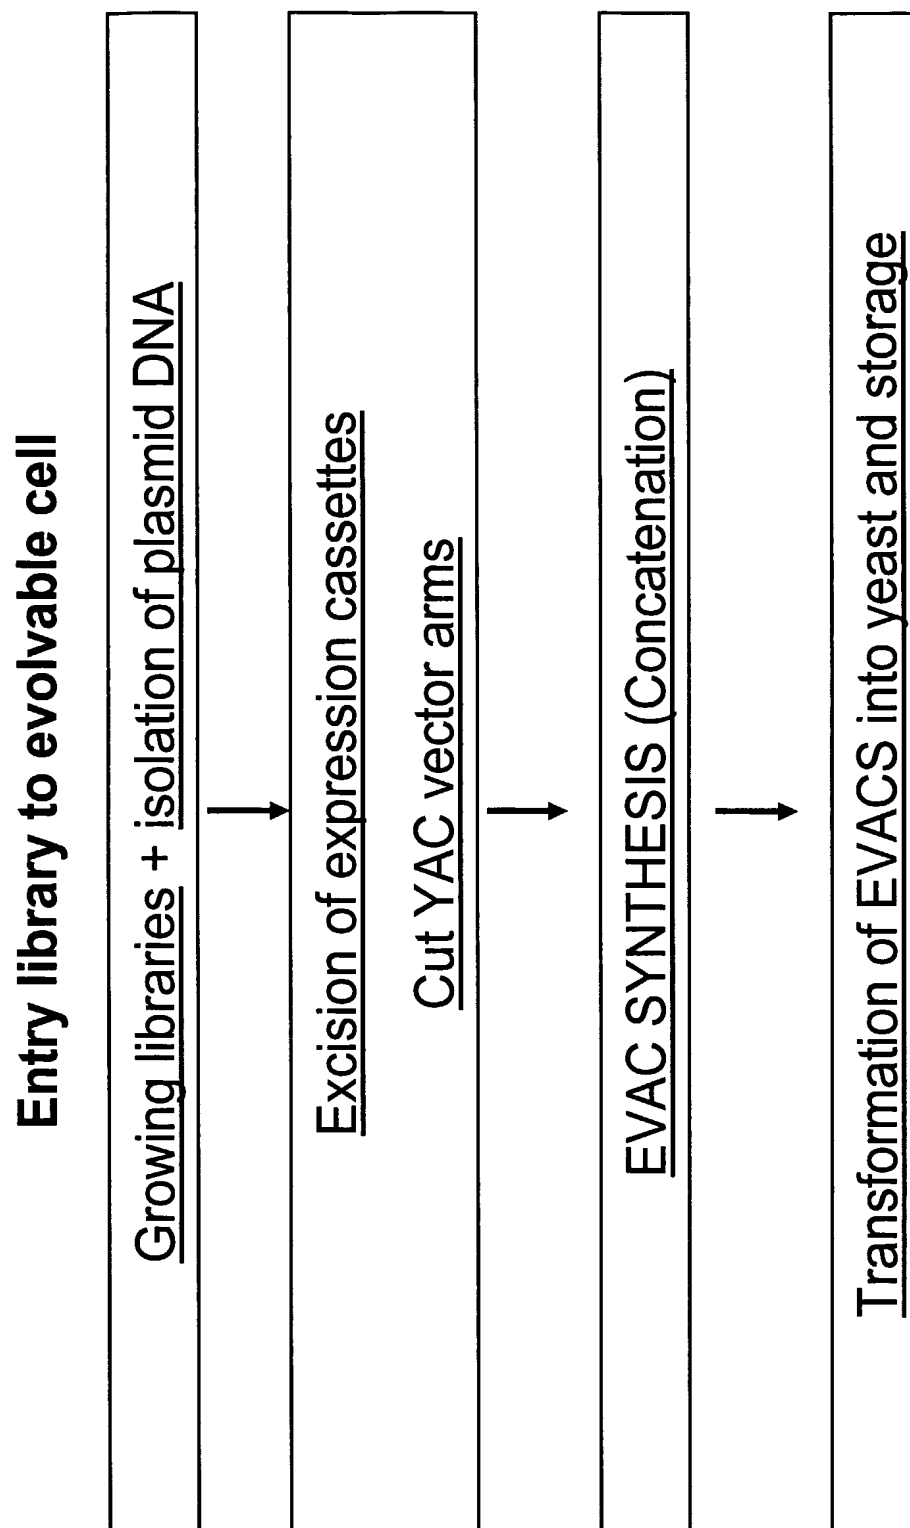 Entry library to evolvable cell
Growing libraries + isolation of plasmid DNA
Excision of expression cassettes
Cut YAC vector arms
EVAC SYNTHESIS (Concatenation)
Transformation of EVACS into yeast and storage